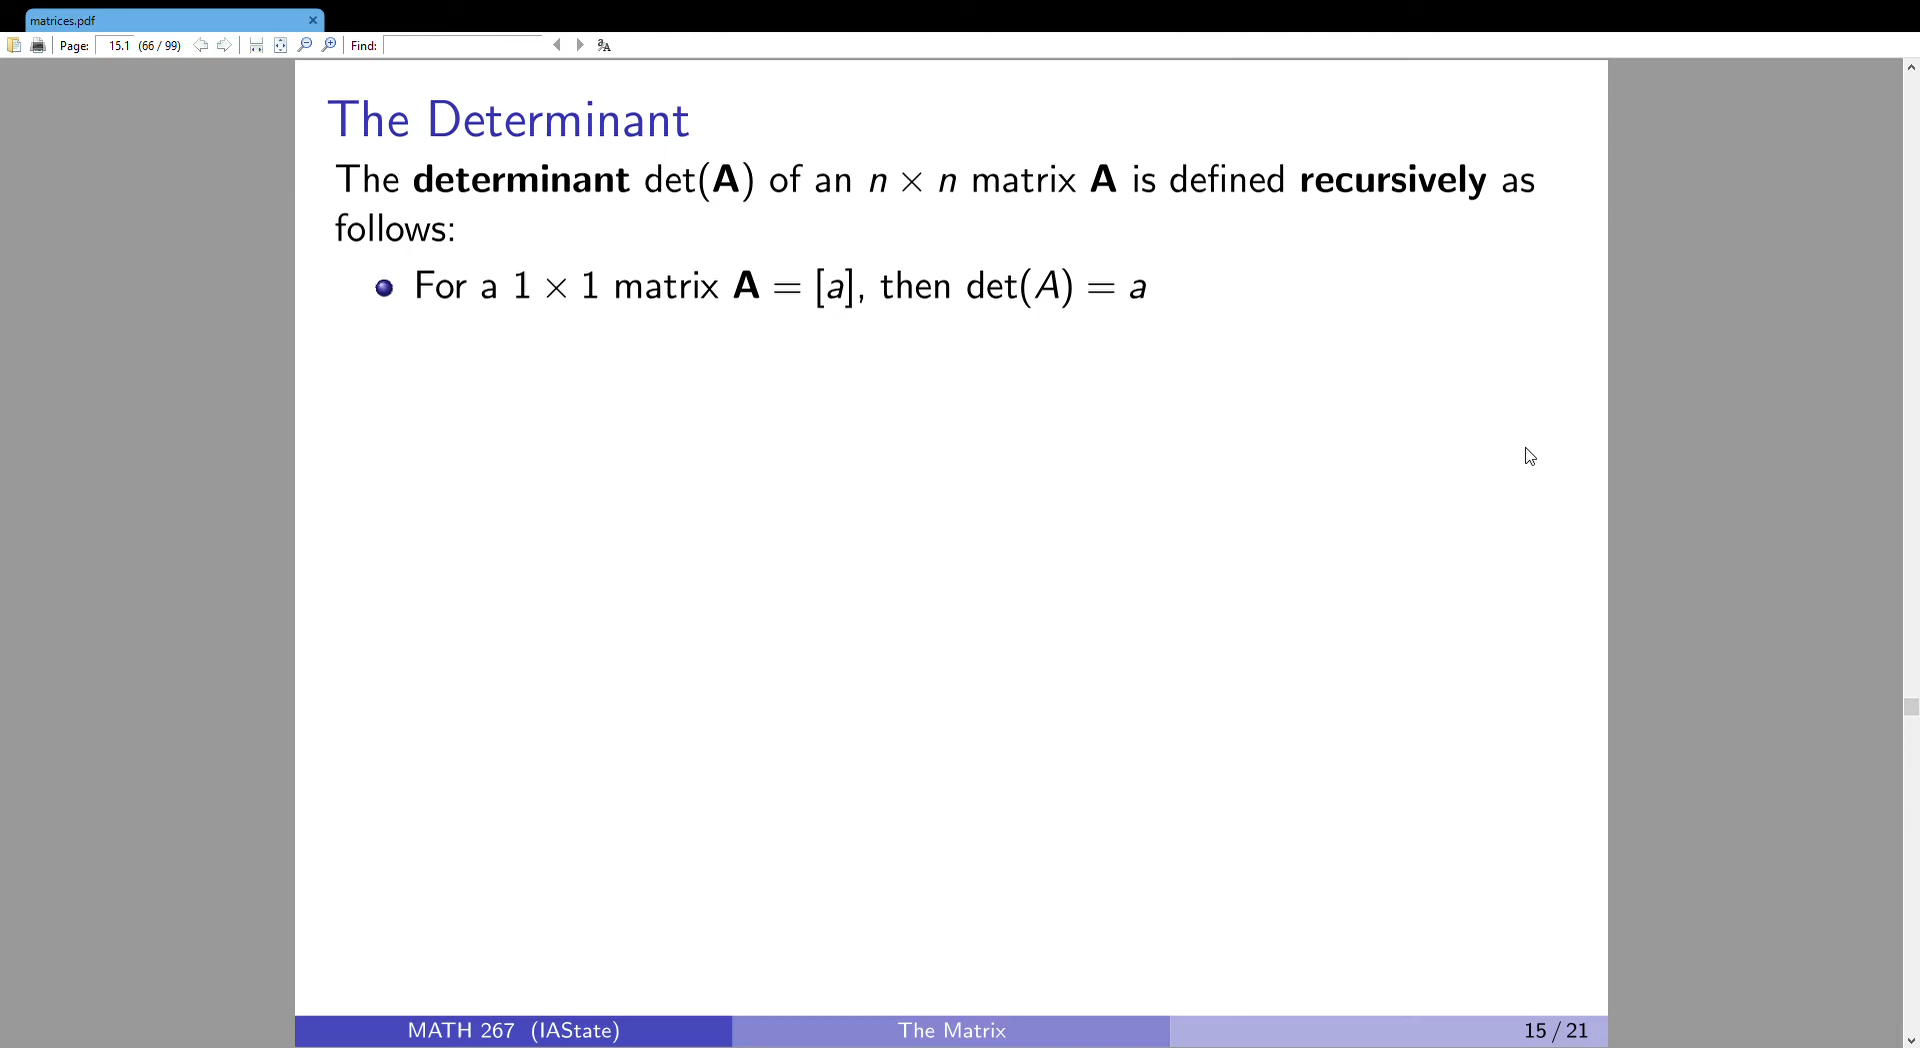 matrices.pdf
Page: 15.1 (66 / 99) Find:
The Determinant
The determinant det(A) of an n × n matrix A is defined recursively as
follows:
For a 1 × 1 matrix A = [a], then det(A) = a
MATH 267 (IAState) The Matrix 15 / 21